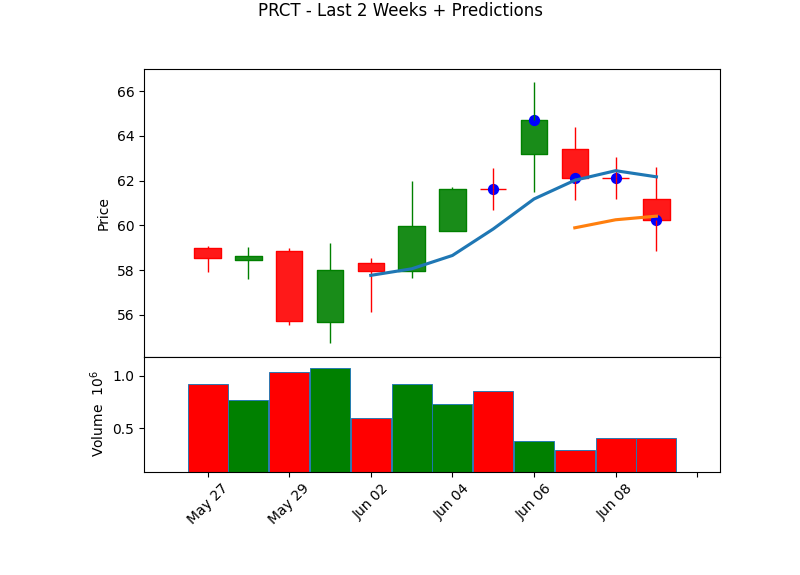 PRCT - Last 2 Weeks + Predictions
66
64
62
60
58
56
Price
1.0
0.5
Volume 10^6
May 27
May 29
Jun 02
Jun 04
Jun 06
Jun 08